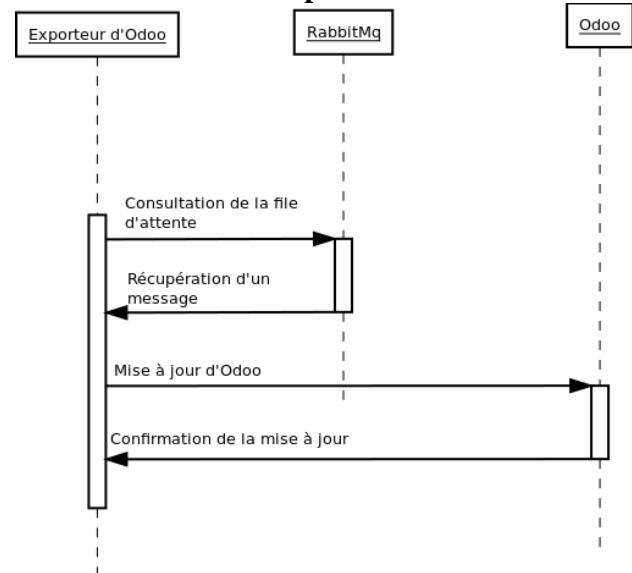 Exporteur d'Odoo
RabbitMq
Odoo
Consultation de la file
d'attente
Récupération d'un
message
Mise à jour d'Odoo
Confirmation de la mise à jour